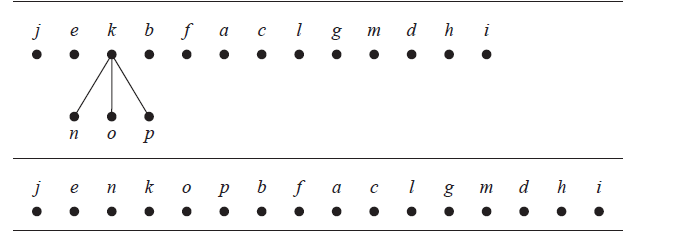 j e k b f a c l g m d h i
n o p
j e n k o p b f a c l g m d h i